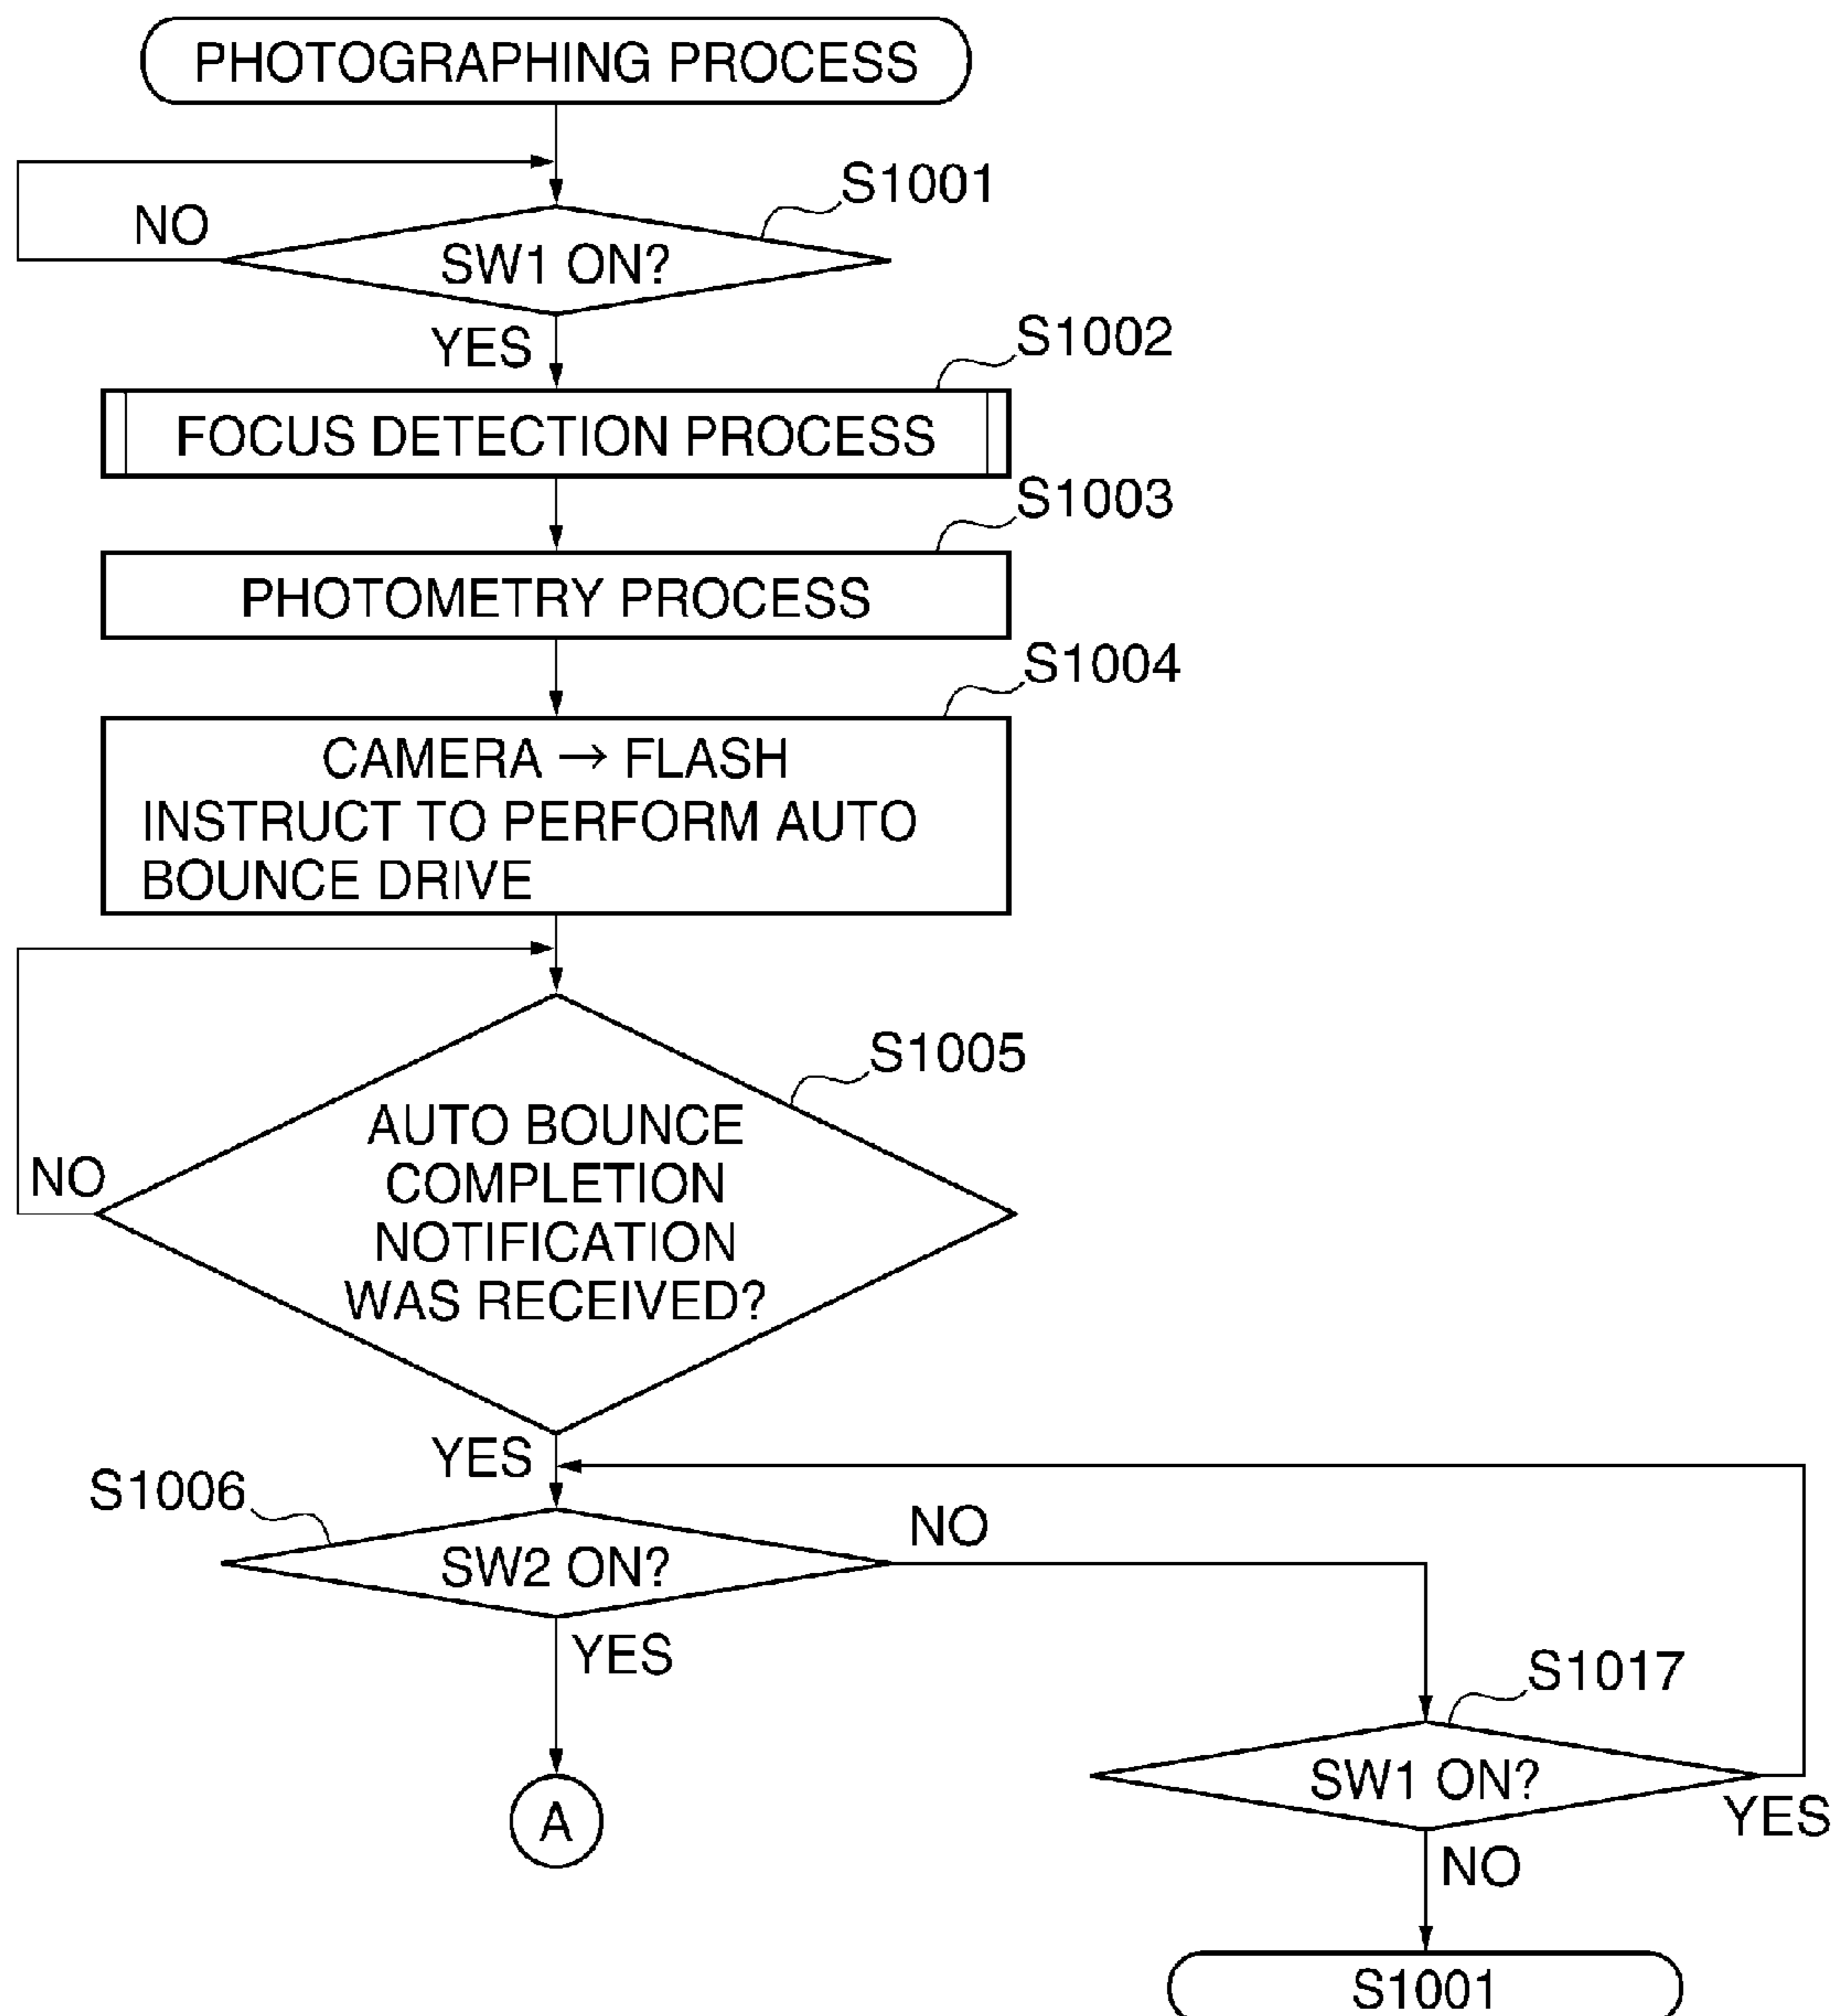 PHOTOGRAPHING PROCESS
S1001
NO
SW1 ON?
YES
S1002
FOCUS DETECTION PROCESS
S1003
PHOTOMETRY PROCESS
S1004
CAMERA → FLASH
INSTRUCT TO PERFORM AUTO
BOUNCE DRIVE
S1005
AUTO BOUNCE
COMPLETION
NOTIFICATION
WAS RECEIVED?
NO
YES
S1006
SW2 ON?
NO
YES
A
S1017
SW1 ON?
YES
NO
S1001